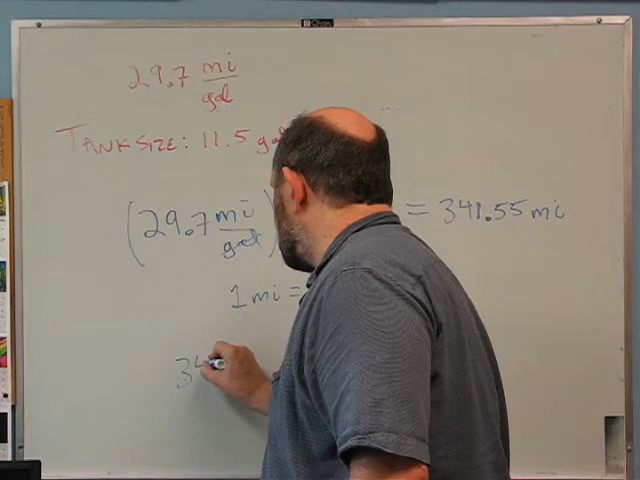 29.7 mi/gal
TANK SIZE: 11.5 gal
(29.7 mi/gal) = 341.55 mi
1 mi =
34